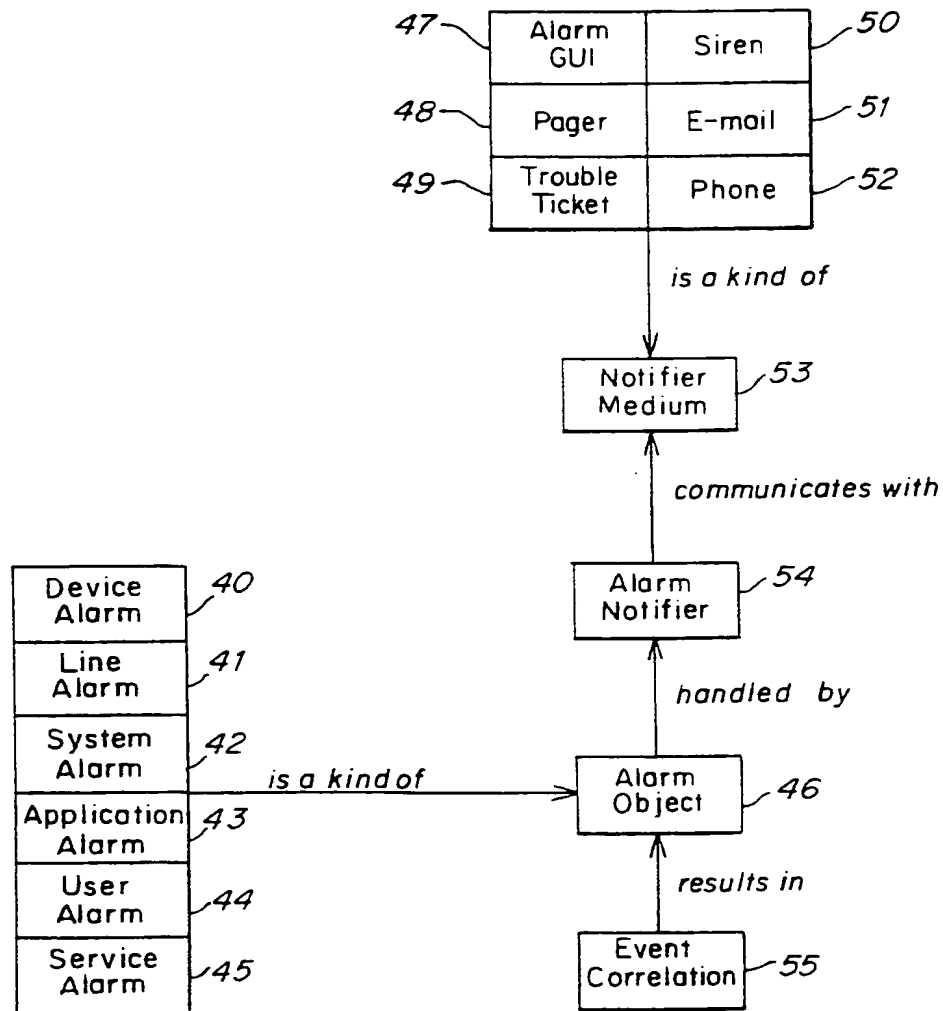 47
Alarm
GUI
Siren
50
48
Pager
E-mail
51
49
Trouble
Ticket
Phone
52
is a kind of
Notifier
Medium
53
communicates with
Alarm
Notifier
54
handled by
Device
Alarm
40
Line
Alarm
41
System
Alarm
42
Application
Alarm
43
User
Alarm
44
Service
Alarm
45
is a kind of
Alarm
Object
46
results in
Event
Correlation
55